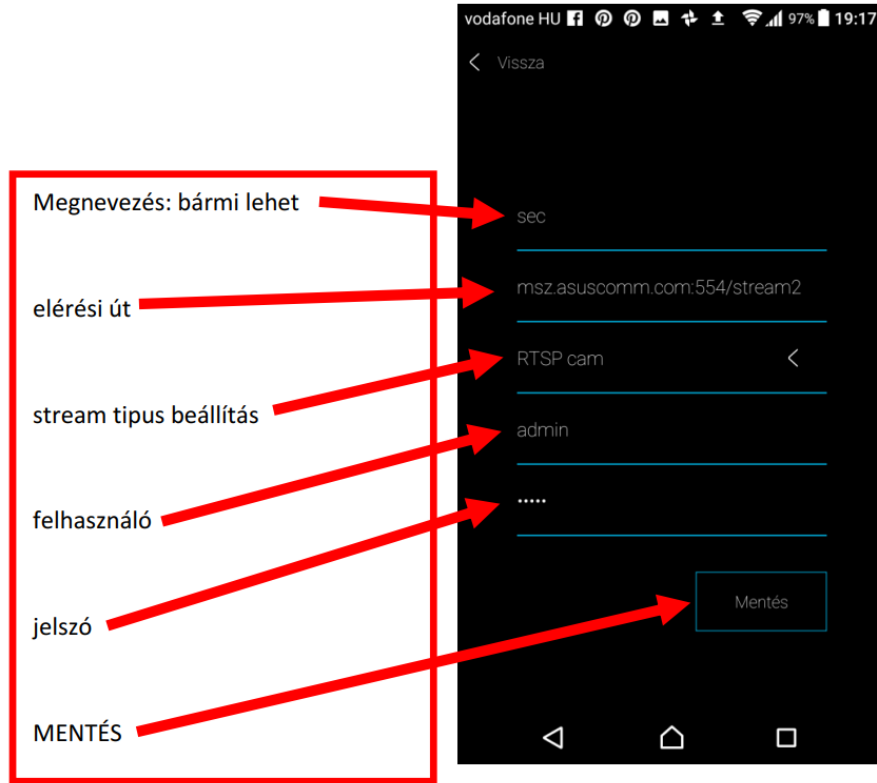 vodafone HU 97% 19:17
Vissza
Megnevezés: bármi lehet
sec
elérési út
msz.asuscomm.com:554/stream2
stream tipus beállítás
RTSP cam
felhasználó
admin
jelszó
•••••
MENTÉS
Mentés